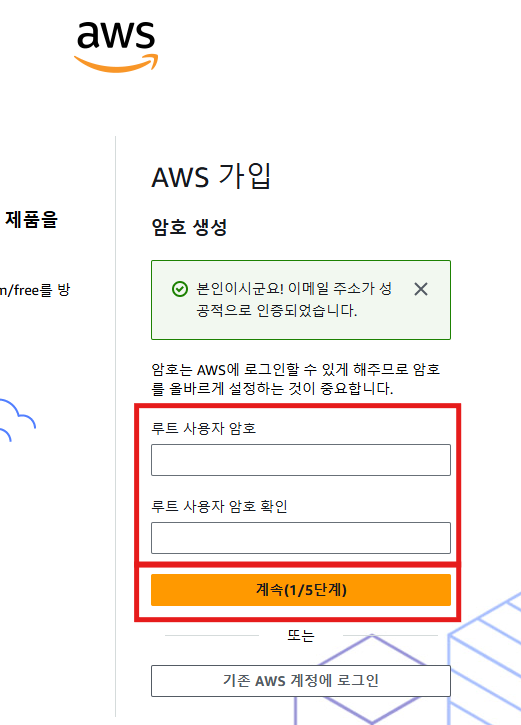 aws
AWS 가입
제품을
암호 생성
m/free를 방
본인이시군요! 이메일 주소가 성
공적으로 인증되었습니다.
암호는 AWS에 로그인할 수 있게 해주므로 암호
를 올바르게 설정하는 것이 중요합니다.
루트 사용자 암호
루트 사용자 암호 확인
계속(1/5단계)
또는
기존 AWS 계정에 로그인